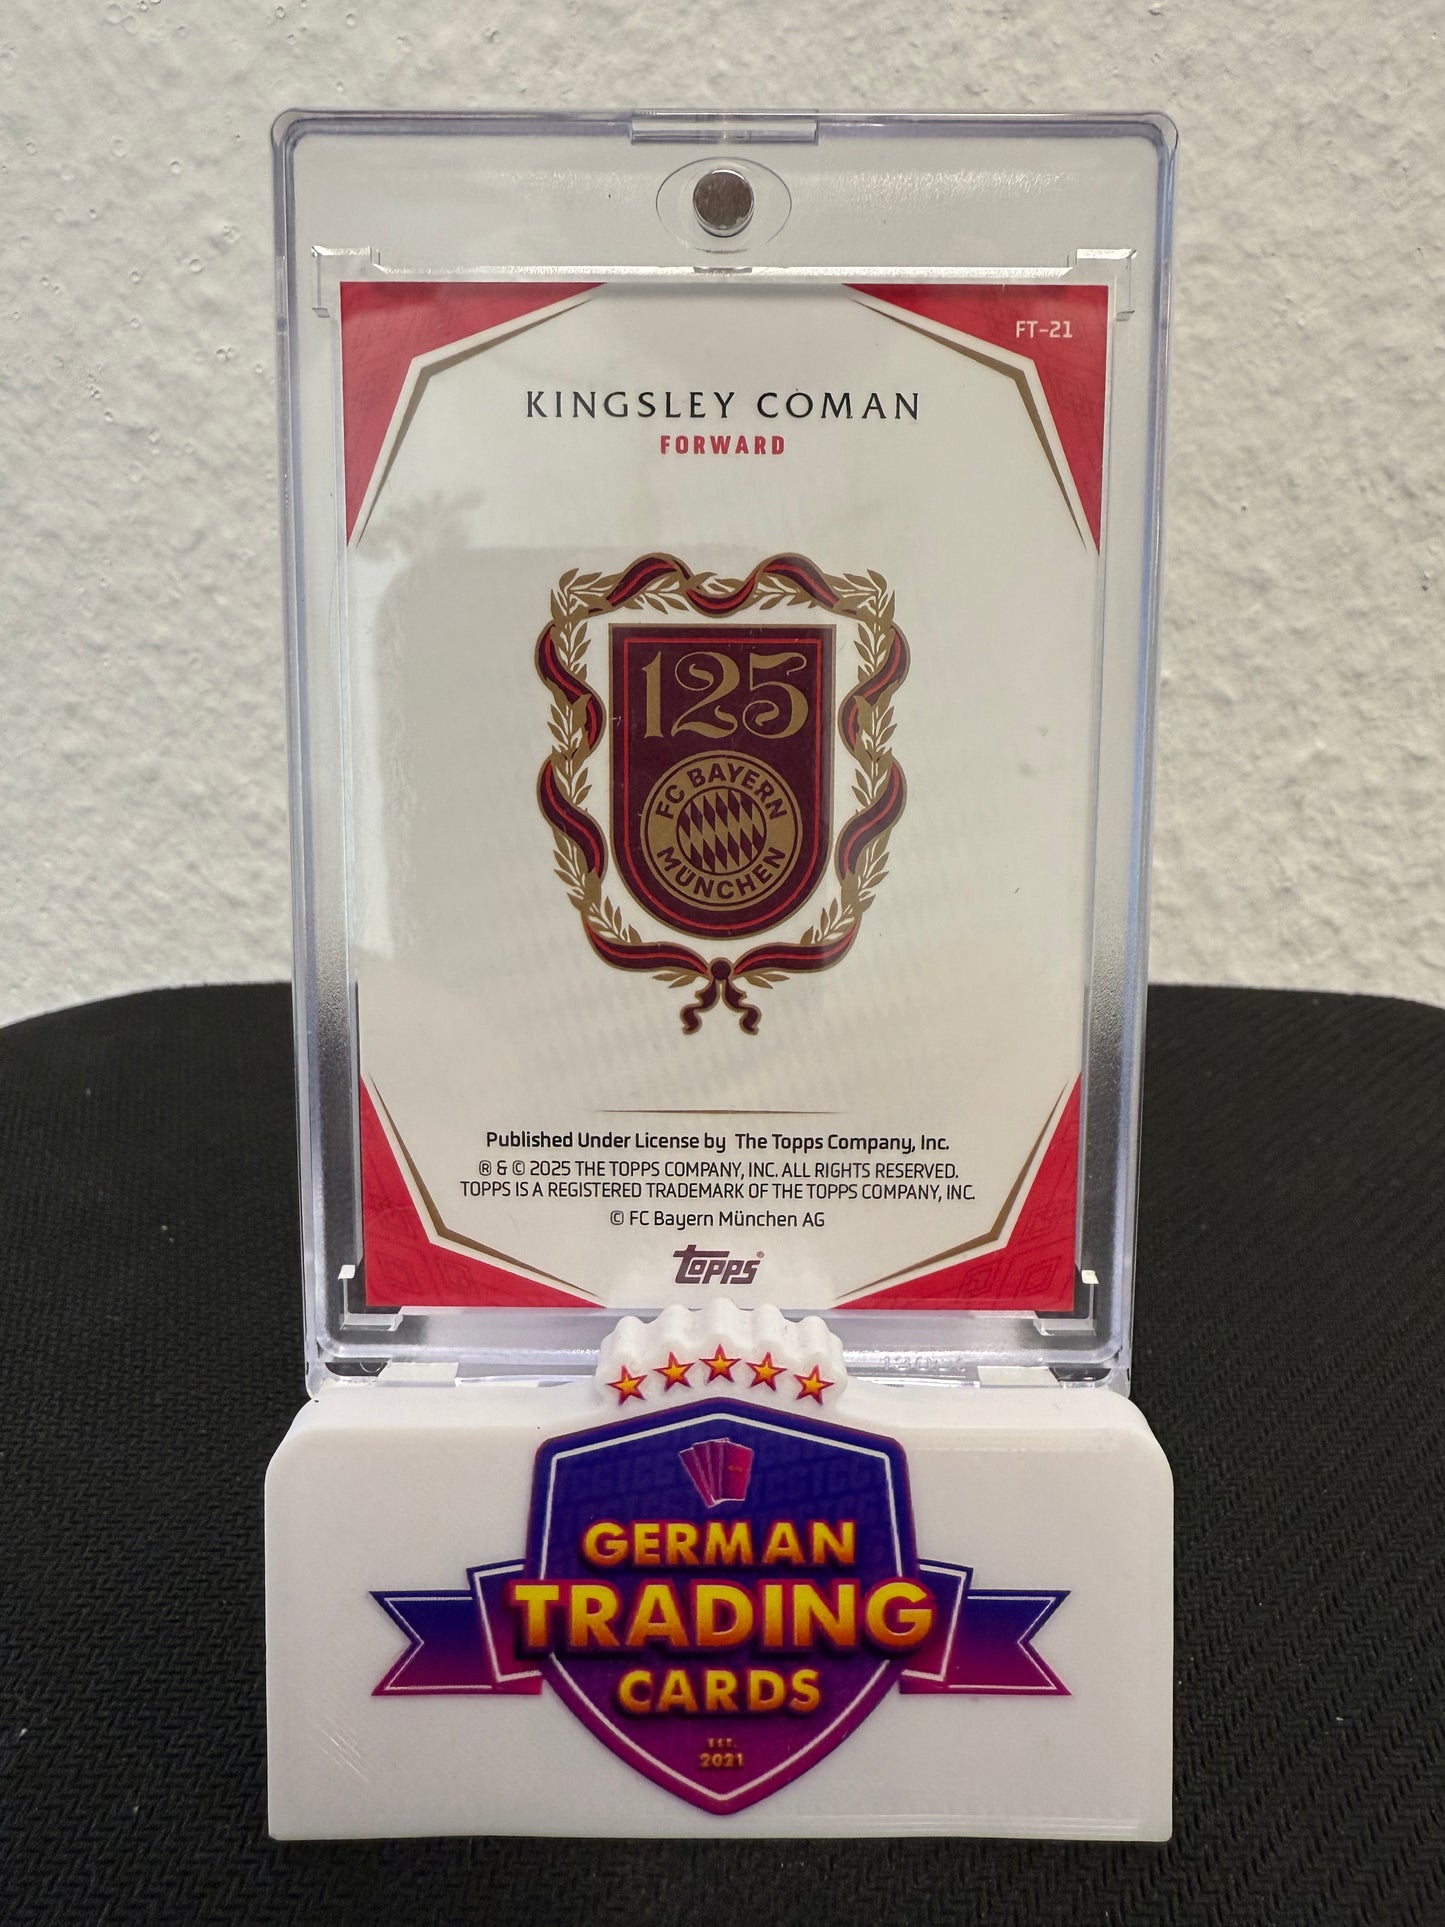 FT-21
KINGSLEY COMAN
FORWARD
125
FC BAYERN
MÜNCHEN
Published Under License by The Topps Company, Inc.
® & © 2025 THE TOPPS COMPANY, INC. ALL RIGHTS RESERVED.
TOPPS IS A REGISTERED TRADEMARK OF THE TOPPS COMPANY, INC.
© FC Bayern München AG
topps®
GERMAN
TRADING
CARDS
EST.
2021